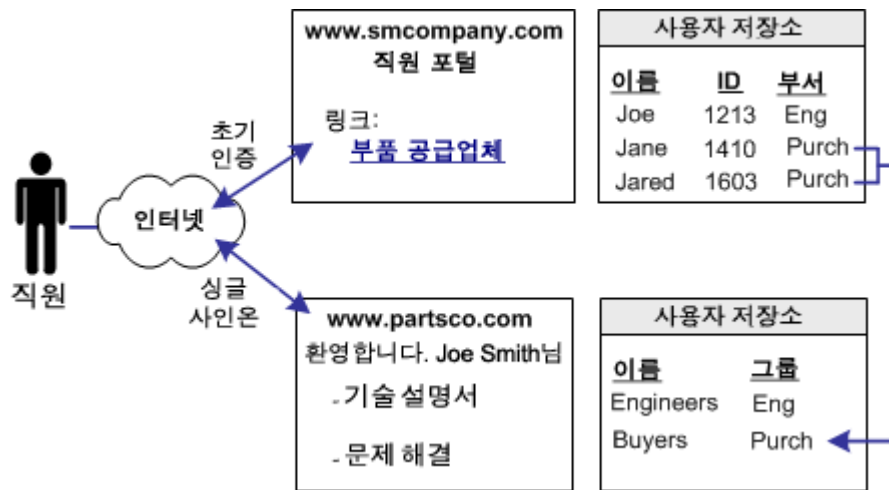 www.smcompany.com
직원 포털
링크:
부품 공급업체
사용자 저장소
이름 ID 부서
Joe 1213 Eng
Jane 1410 Purch
Jared 1603 Purch
초기
인증
인터넷
직원
싱글
사인온
www.partsco.com
환영합니다. Joe Smith님
- 기술 설명서
- 문제 해결
사용자 저장소
이름 그룹
Engineers Eng
Buyers Purch